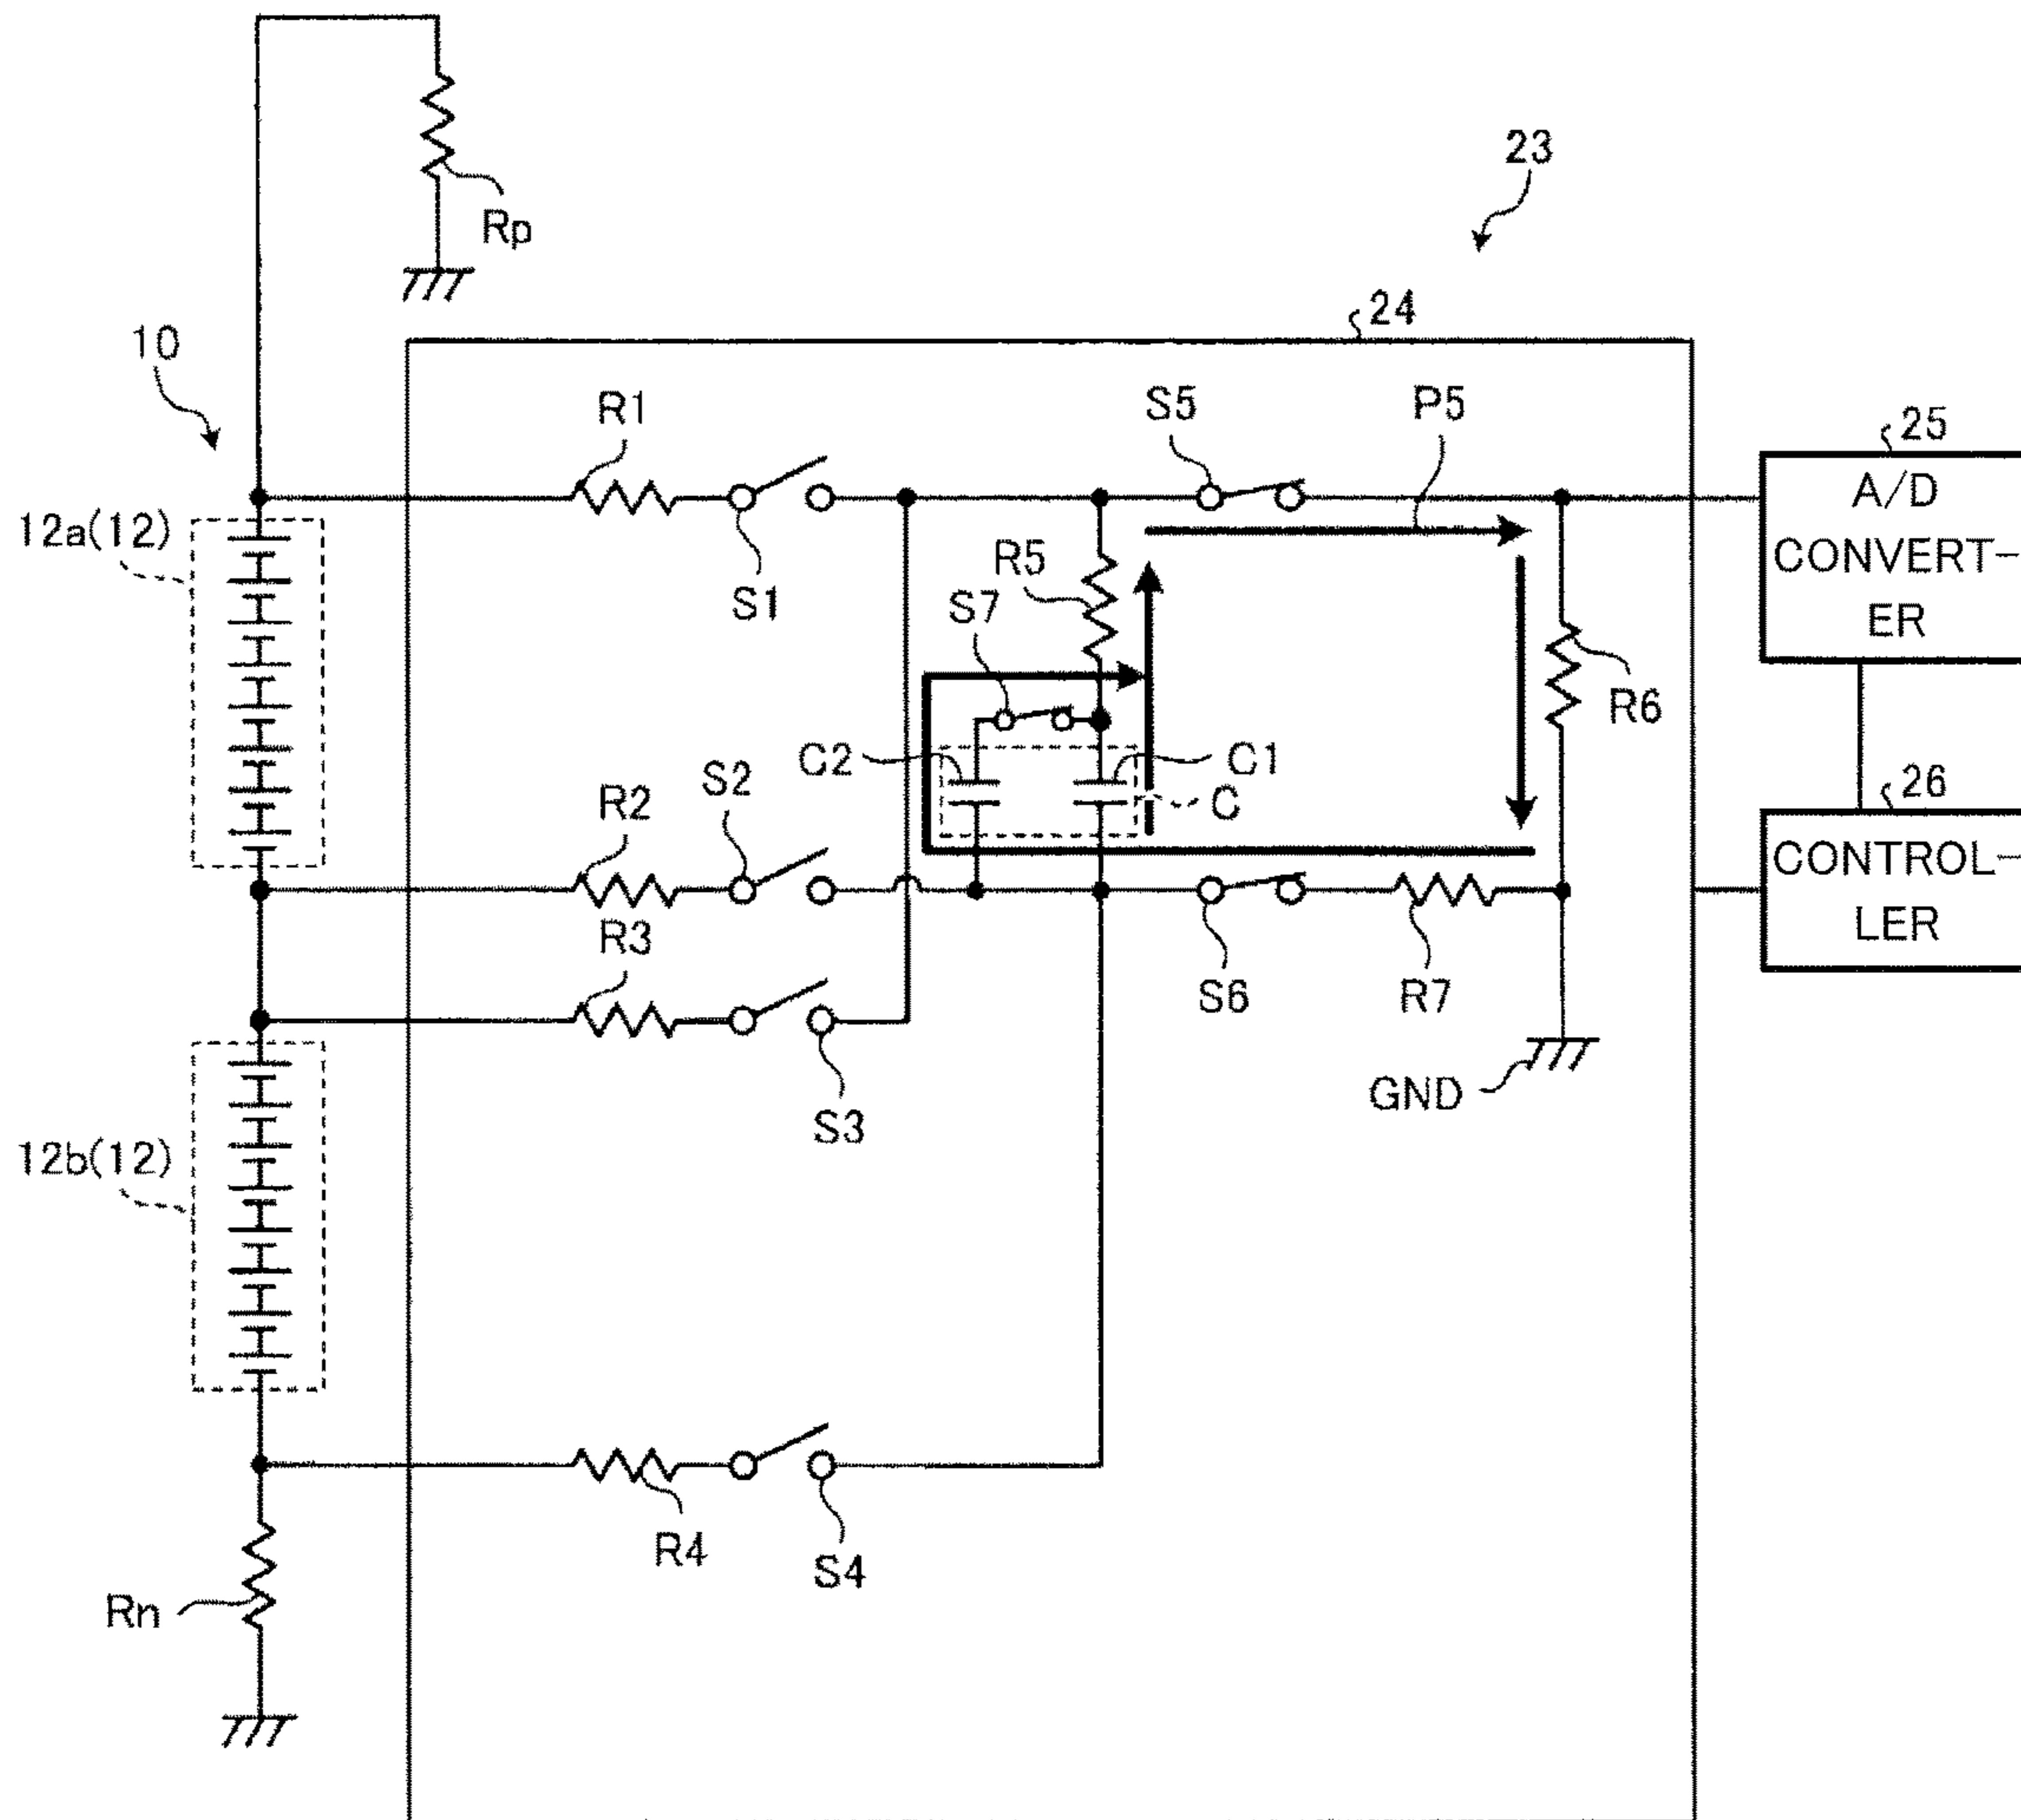 23
Rp
24
10
R1
S5
P5
25
A/D
CONVERT-
ER
12a(12)
S1
R5
S7
R6
C2
C1
C
R2
S2
26
CONTROL-
LER
R3
S6
R7
GND
S3
12b(12)
R4
S4
Rn